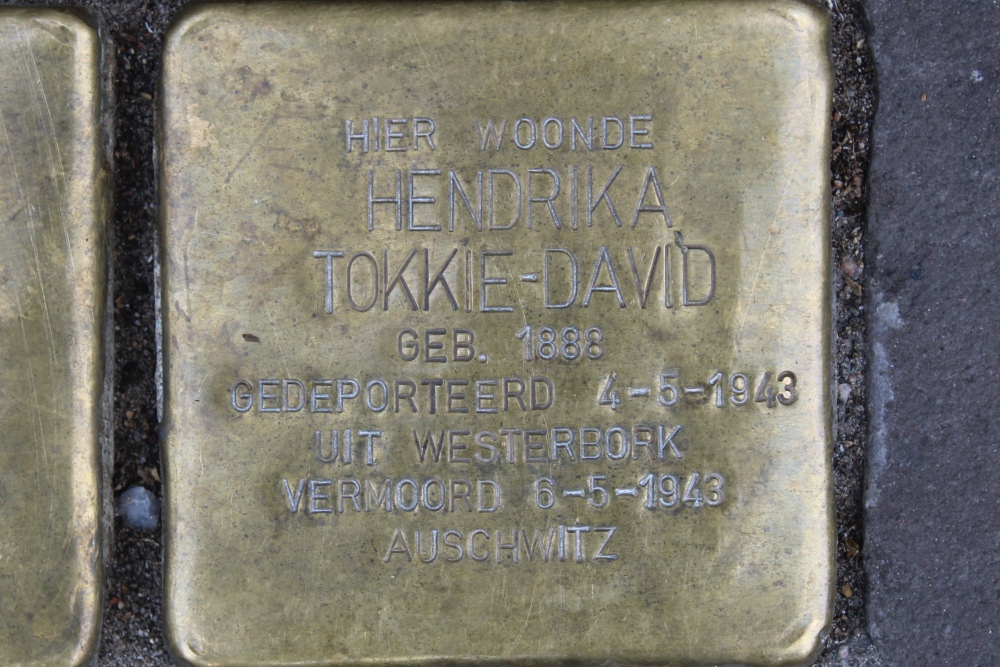 HIER WOONDE
HENDRIKA
TOKKIE-DAVID
GEB. 1888
GEDEPORTEERD 4-5-1943
UIT WESTERBORK
VERMOORD 6-5-1943
AUSCHWITZ